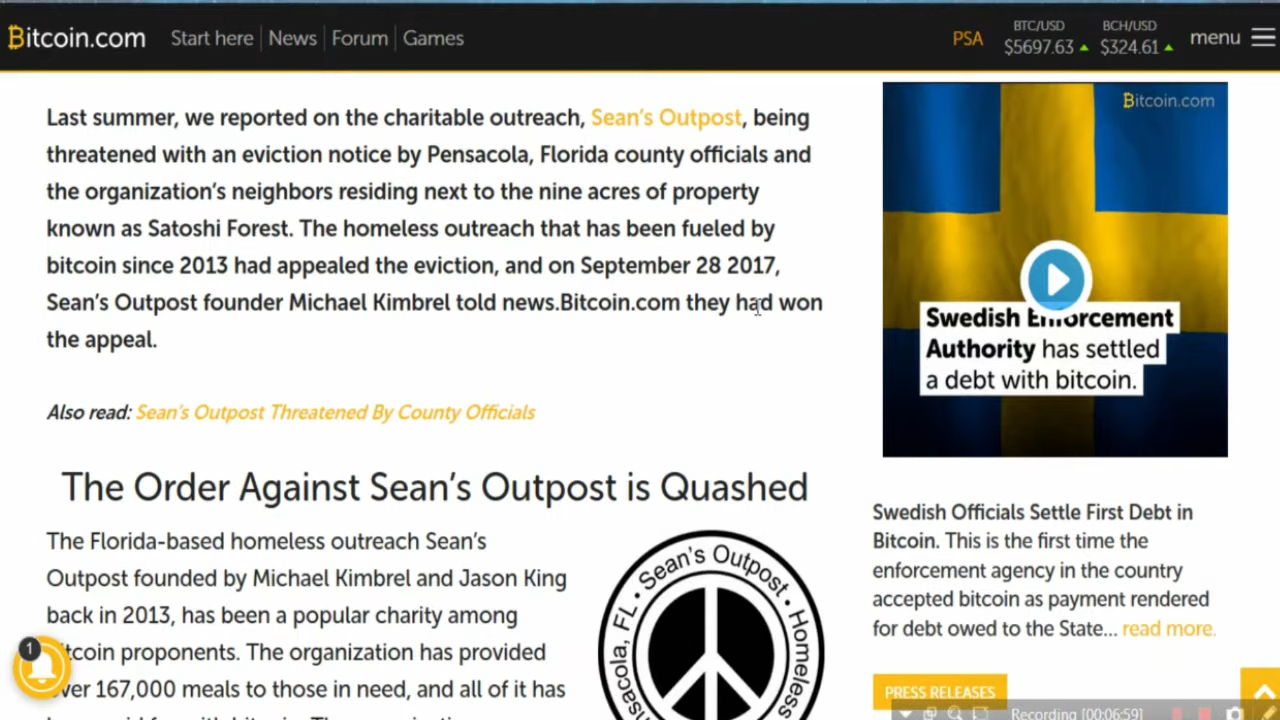 Bitcoin.com
Start here
News
Forum
Games
PSA
BTC/USD
$5697.63
BCH/USD
$324.61
menu
Last summer, we reported on the charitable outreach, Sean's Outpost, being
threatened with an eviction notice by Pensacola, Florida county officials and
the organization's neighbors residing next to the nine acres of property
known as Satoshi Forest. The homeless outreach that has been fueled by
bitcoin since 2013 had appealed the eviction, and on September 28 2017,
Sean's Outpost founder Michael Kimbrel told news.Bitcoin.com they had won
the appeal.
Also read: Sean's Outpost Threatened By County Officials
The Order Against Sean's Outpost is Quashed
The Florida-based homeless outreach Sean's
Outpost founded by Michael Kimbrel and Jason King
back in 2013, has been a popular charity among
bitcoin proponents. The organization has provided
over 167,000 meals to those in need, and all of it has
Sean's Outpost • Homeless
FL •
1
Bitcoin.com
Swedish Enforcement
Authority has settled
a debt with bitcoin.
Swedish Officials Settle First Debt in
Bitcoin. This is the first time the
enforcement agency in the country
accepted bitcoin as payment rendered
for debt owed to the State... read more.
PRESS RELEASES
Recording [00:06:59]